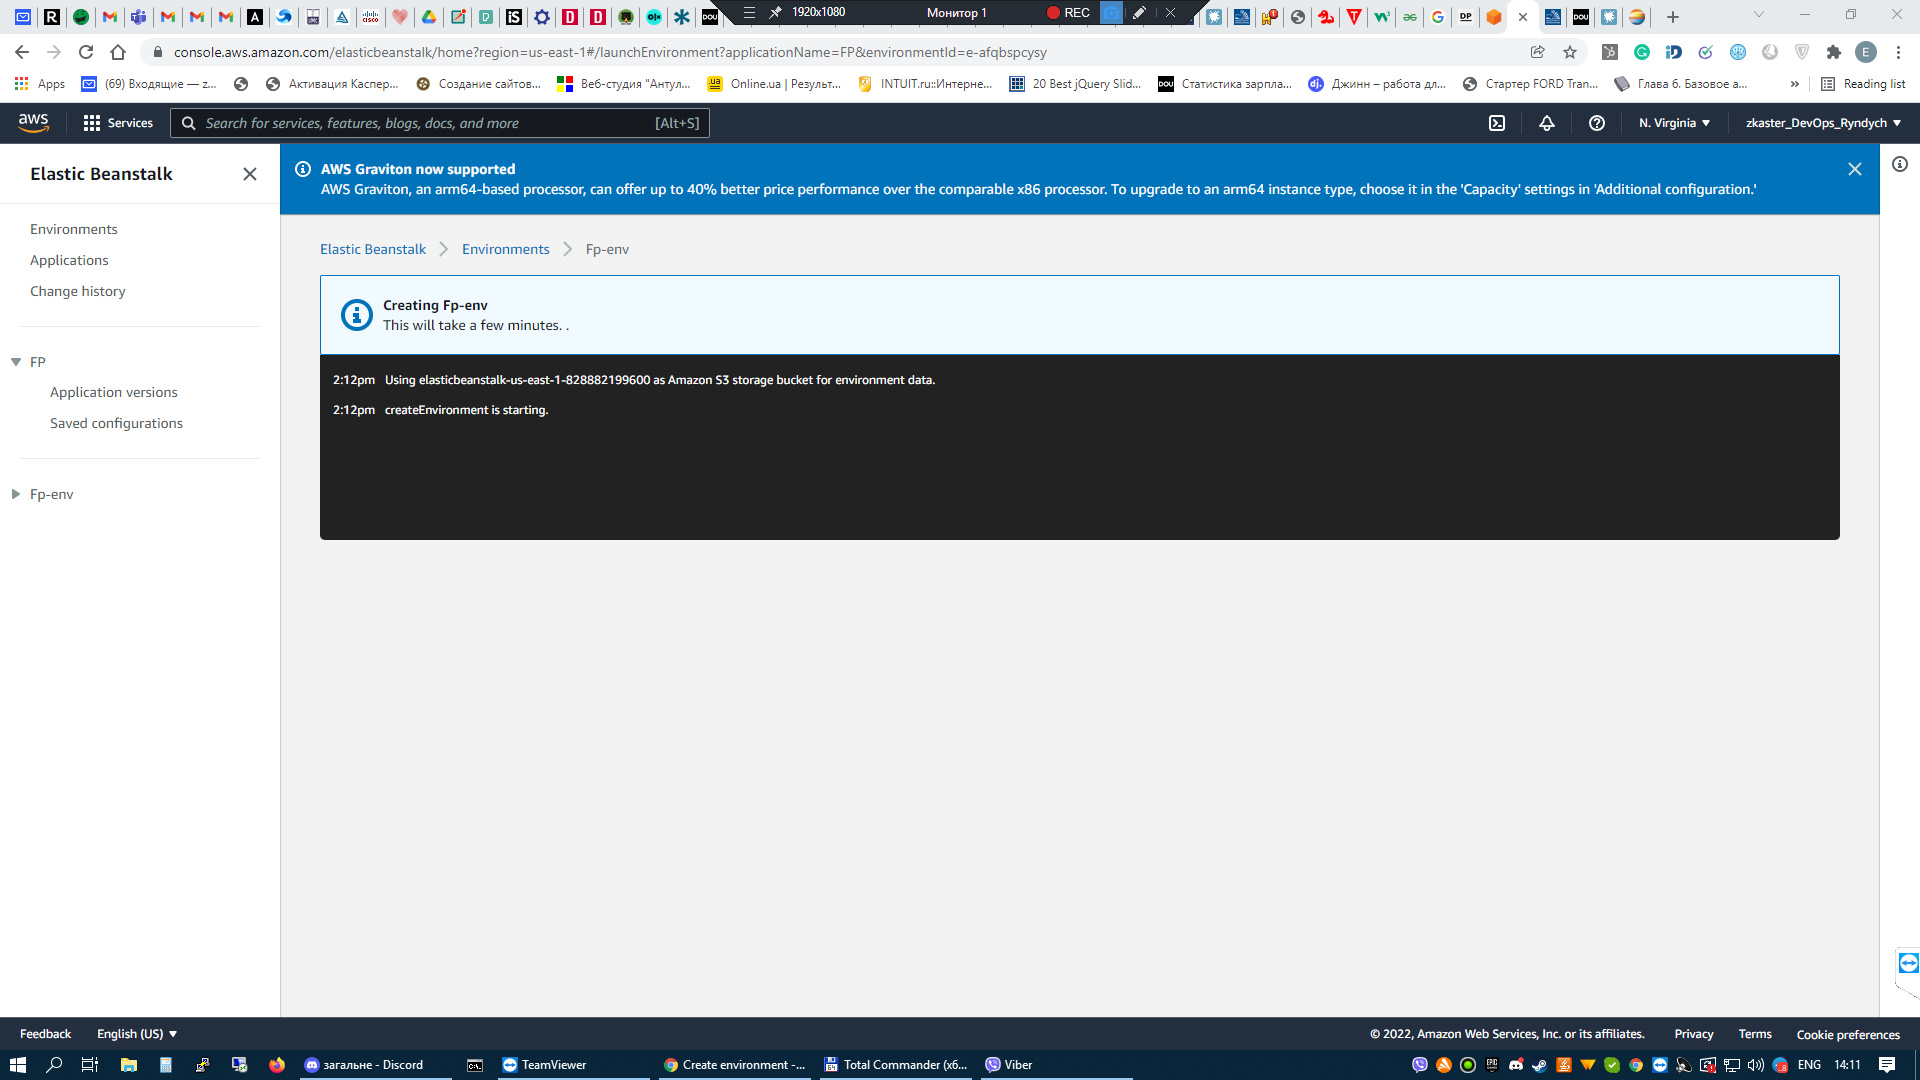 1920x1080
Монитор 1
REC
console.aws.amazon.com/elasticbeanstalk/home?region=us-east-1#/launchEnvironment?applicationName=FP&environmentId=e-afqbspcysy
E
Apps
(69) Входящие — z...
Активация Каспер...
Создание сайтов...
Веб-студия "Антул...
Online.ua | Результ...
INTUIT.ru::Интерне...
20 Best jQuery Slid...
Статистика зарпла...
Джинн – работа дл...
Стартер FORD Tran...
Глава 6. Базовое а...
»
Reading list
aws
Services
Search for services, features, blogs, docs, and more
[Alt+S]
N. Virginia
zkaster_DevOps_Ryndych
Elastic Beanstalk
AWS Graviton now supported
AWS Graviton, an arm64-based processor, can offer up to 40% better price performance over the comparable x86 processor. To upgrade to an arm64 instance type, choose it in the 'Capacity' settings in 'Additional configuration.'
Environments
Applications
Change history
FP
Application versions
Saved configurations
Fp-env
Elastic Beanstalk
Environments
Fp-env
Creating Fp-env
This will take a few minutes. .
2:12pm Using elasticbeanstalk-us-east-1-828882199600 as Amazon S3 storage bucket for environment data.
2:12pm createEnvironment is starting.
Feedback
English (US)
© 2022, Amazon Web Services, Inc. or its affiliates.
Privacy
Terms
Cookie preferences
загальне - Discord
TeamViewer
Create environment -...
Total Commander (x6...
Viber
ENG
14:11